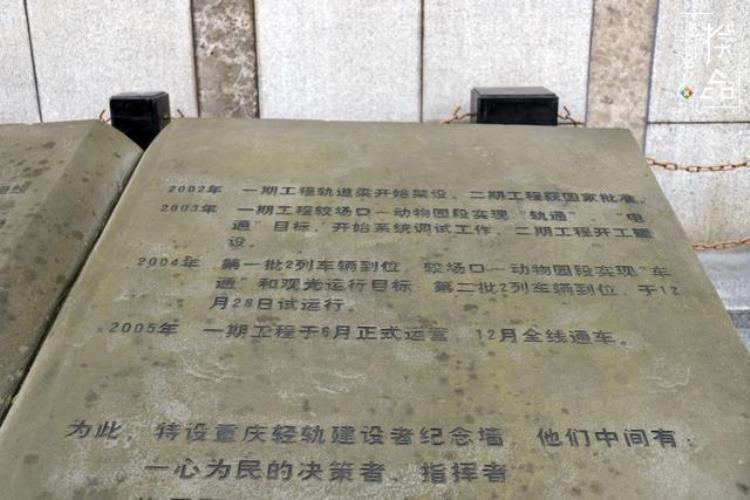 2002年 一期工程轨道梁开始架设。二期工程获国家批准。
2003年 一期工程较场口—动物园段实现“轨通”、“电
通”目标，开始系统调试工作，二期工程开工建
设。
2004年 第一批2列车辆到位，较场口—动物园段实现“车
通”和观光运行目标；第二批2列车辆到位，于12
月28日试运行。
2005年 一期工程于6月正式运营，12月全线通车。
为此，特设重庆轻轨建设者纪念墙，他们中间有：
一心为民的决策者、指挥者